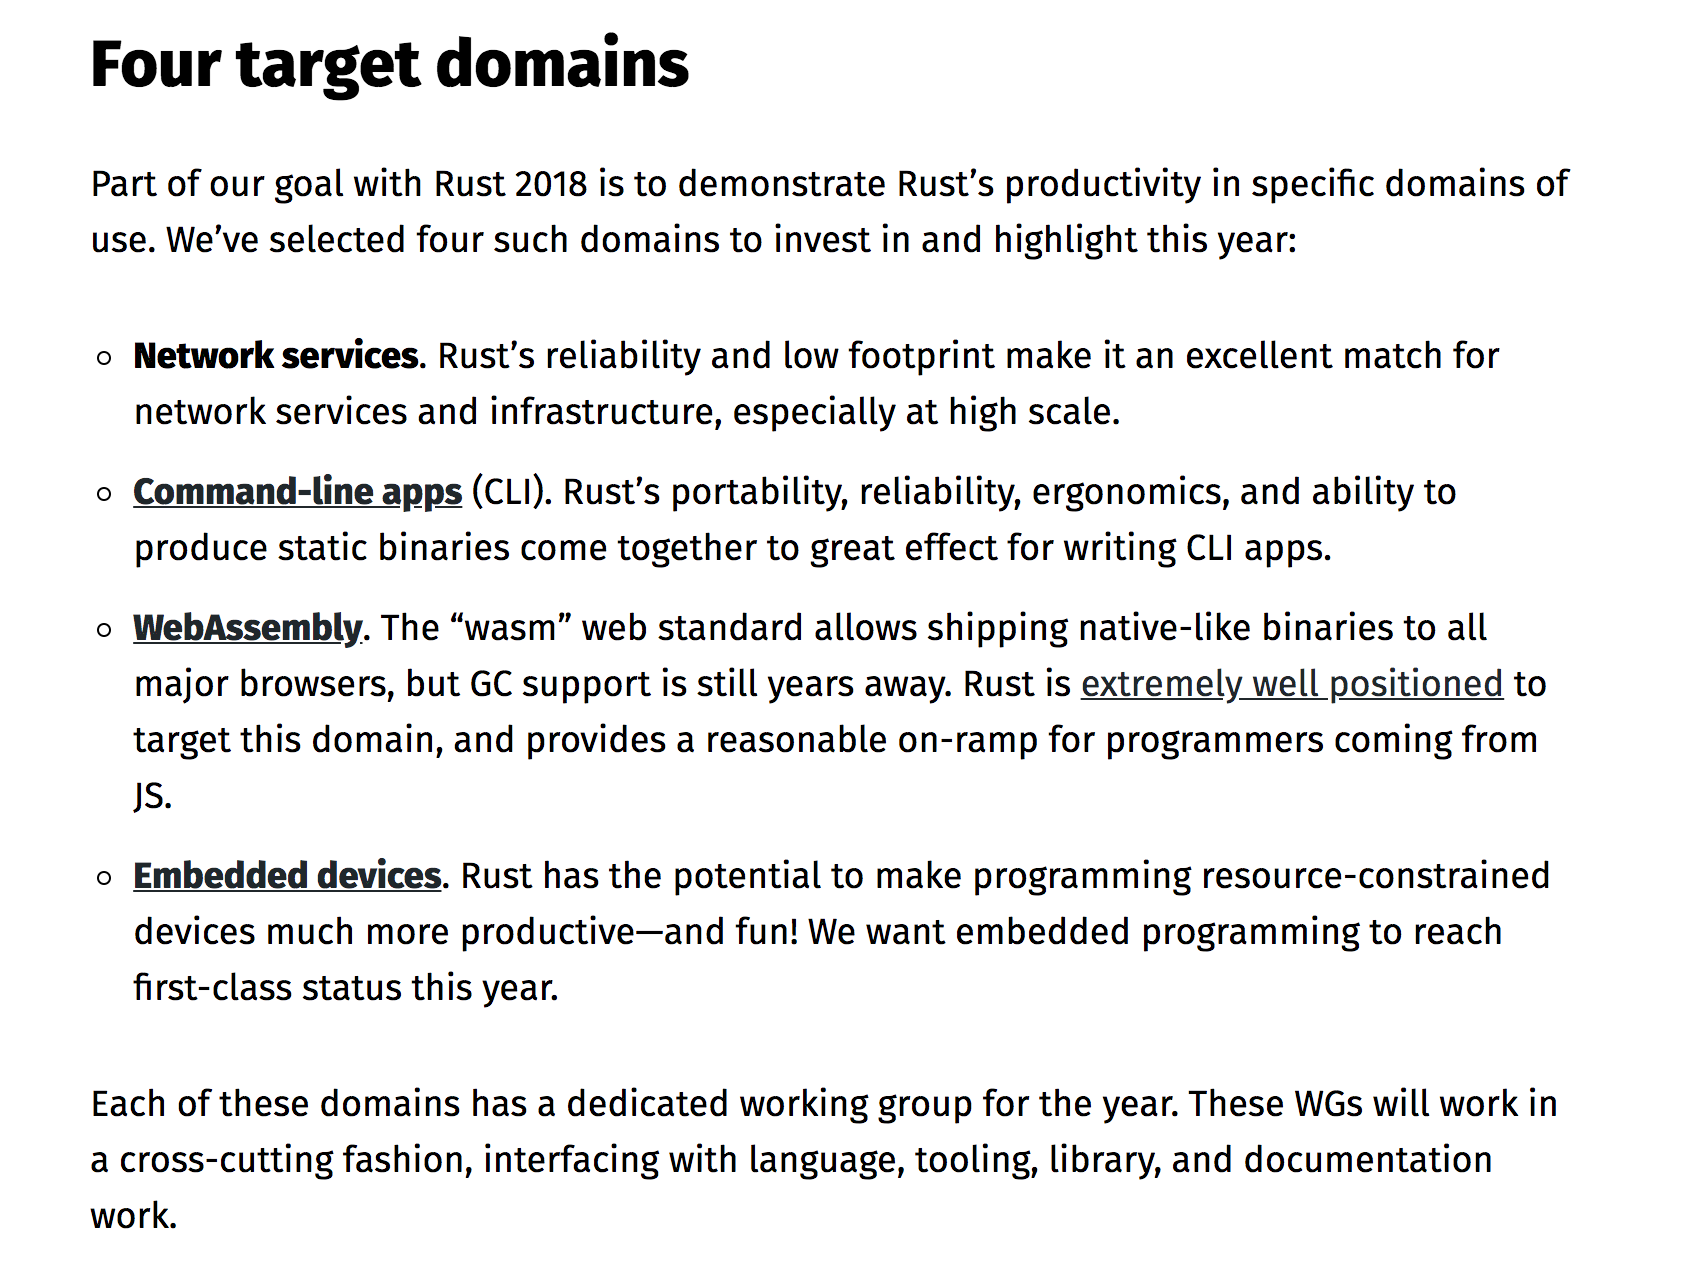 Four target domains
Part of our goal with Rust 2018 is to demonstrate Rust’s productivity in specific domains of
use. We’ve selected four such domains to invest in and highlight this year:
Network services. Rust’s reliability and low footprint make it an excellent match for
network services and infrastructure, especially at high scale.
Command-line apps (CLI). Rust’s portability, reliability, ergonomics, and ability to
produce static binaries come together to great effect for writing CLI apps.
WebAssembly. The “wasm” web standard allows shipping native-like binaries to all
major browsers, but GC support is still years away. Rust is extremely well positioned to
target this domain, and provides a reasonable on-ramp for programmers coming from
JS.
Embedded devices. Rust has the potential to make programming resource-constrained
devices much more productive—and fun! We want embedded programming to reach
first-class status this year.
Each of these domains has a dedicated working group for the year. These WGs will work in
a cross-cutting fashion, interfacing with language, tooling, library, and documentation
work.